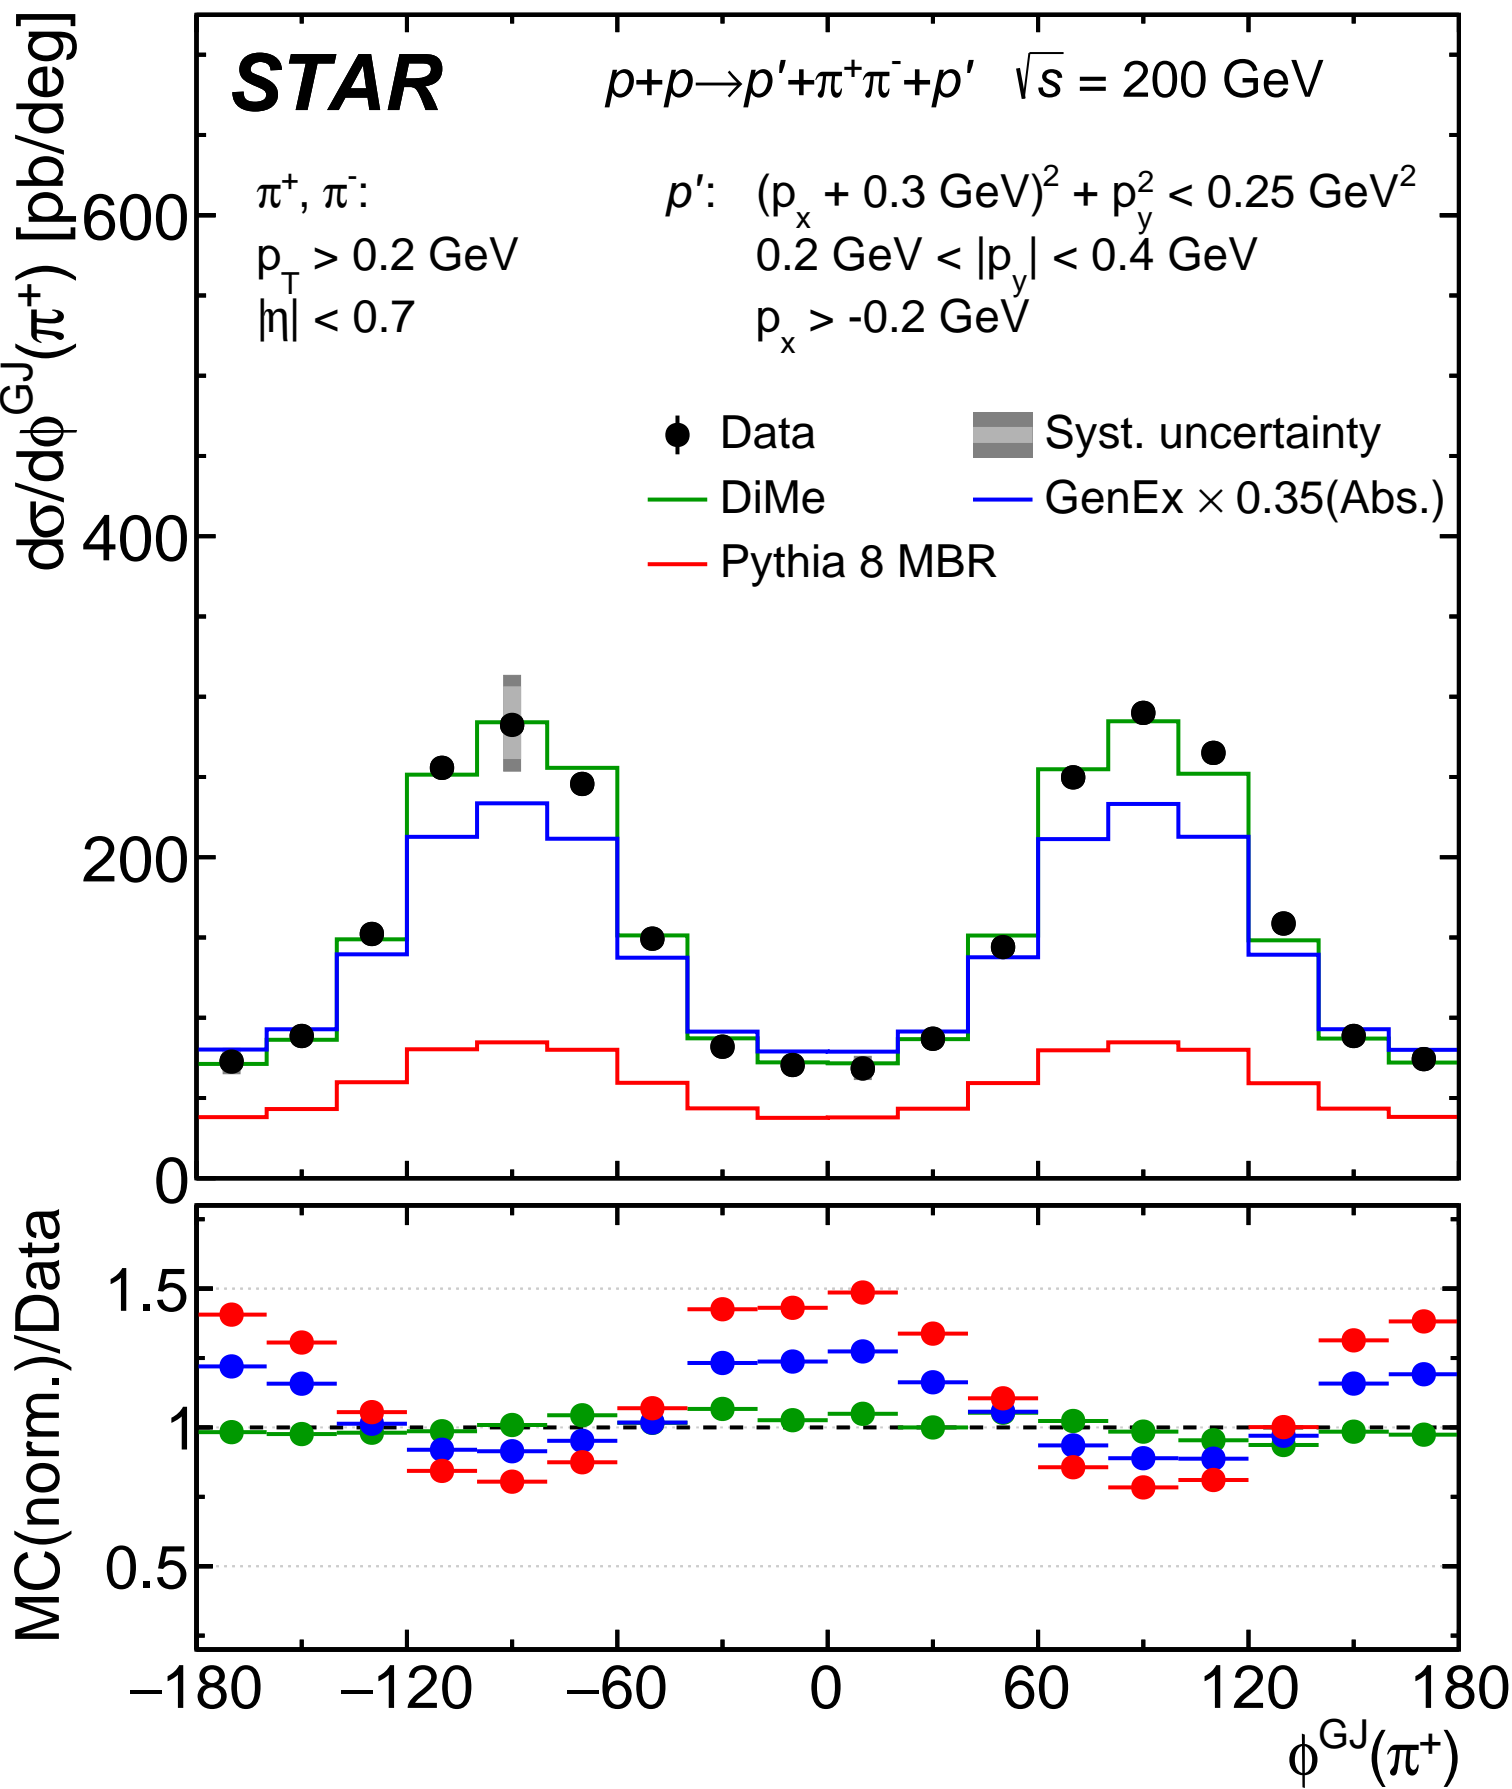 STAR p+p→p′+π⁺π⁻+p′ √s = 200 GeV
π⁺, π⁻: p′: (pₓ + 0.3 GeV)² + p_y² < 0.25 GeV²
p_T > 0.2 GeV 0.2 GeV < |p_y| < 0.4 GeV
|η| < 0.7 pₓ > -0.2 GeV
Data Syst. uncertainty
DiMe GenEx × 0.35(Abs.)
Pythia 8 MBR
dσ/dϕ^GJ(π⁺) [pb/deg]
600
400
200
0
MC(norm.)/Data
1.5
1
0.5
−180 −120 −60 0 60 120 180
ϕ^GJ(π⁺)